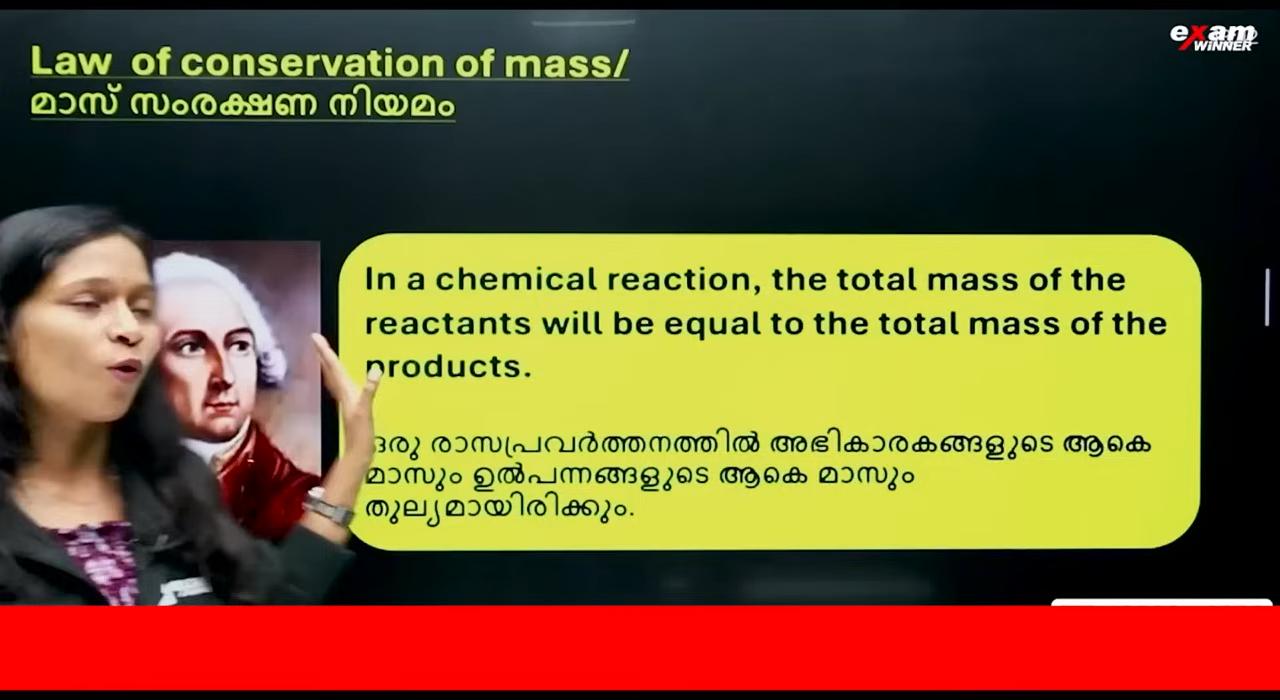 Law of conservation of mass/
മാസ് സംരക്ഷണ നിയമം
exam
WINNER
In a chemical reaction, the total mass of the
reactants will be equal to the total mass of the
products.
ഒരു രാസപ്രവർത്തനത്തിൽ അഭികാരകങ്ങളുടെ ആകെ
മാസും ഉൽപന്നങ്ങളുടെ ആകെ മാസും
തുല്യമായിരിക്കും.